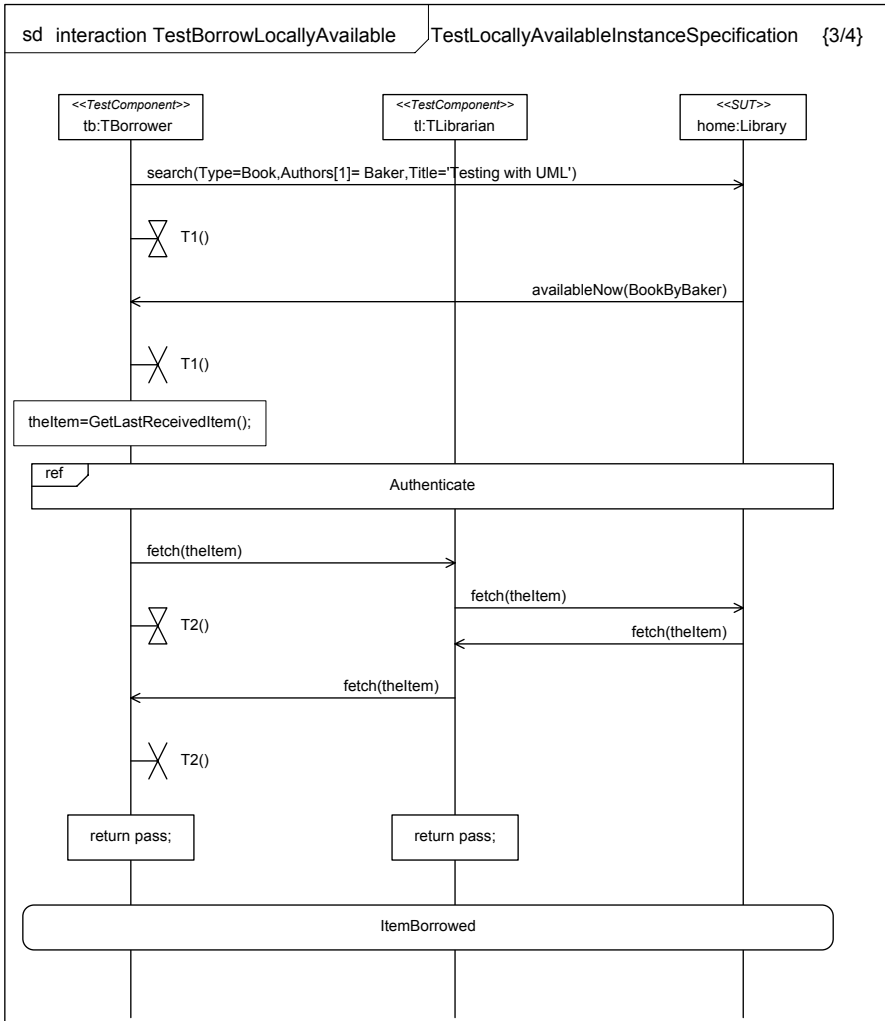 sd interaction TestBorrowLocallyAvailable TestLocallyAvailableInstanceSpecification {3/4}
<<TestComponent>> <<TestComponent>> <<SUT>>
tb:TBorrower tl:TLibrarian home:Library
search(Type=Book,Authors[1]= Baker,Title='Testing with UML')
T1()
availableNow(BookByBaker)
T1()
theItem=GetLastReceivedItem();
ref
Authenticate
fetch(theItem)
fetch(theItem)
T2()
fetch(theItem)
fetch(theItem)
T2()
return pass; return pass;
ItemBorrowed